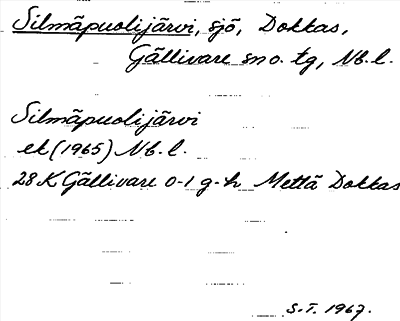 Silmäpuolijärvi, sjö, Dokkas,
Gällivare sn o. tg, Nb. l.
Silmäpuolijärvi
ek (1965) Nb. l.
28 K Gällivare 0-1 g-h Mettä Dokkas
S.T. 1967.